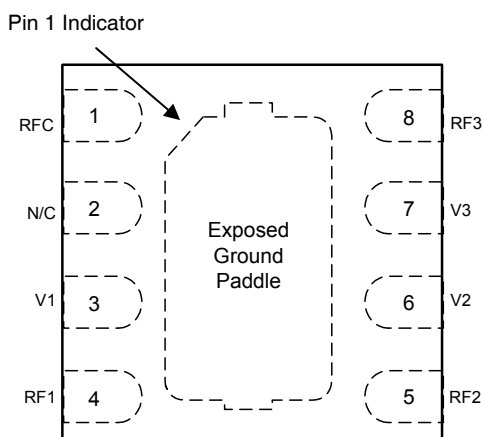 Pin 1 Indicator
RFC 1
8 RF3
N/C 2
7 V3
Exposed
Ground
Paddle
V1 3
6 V2
RF1 4
5 RF2